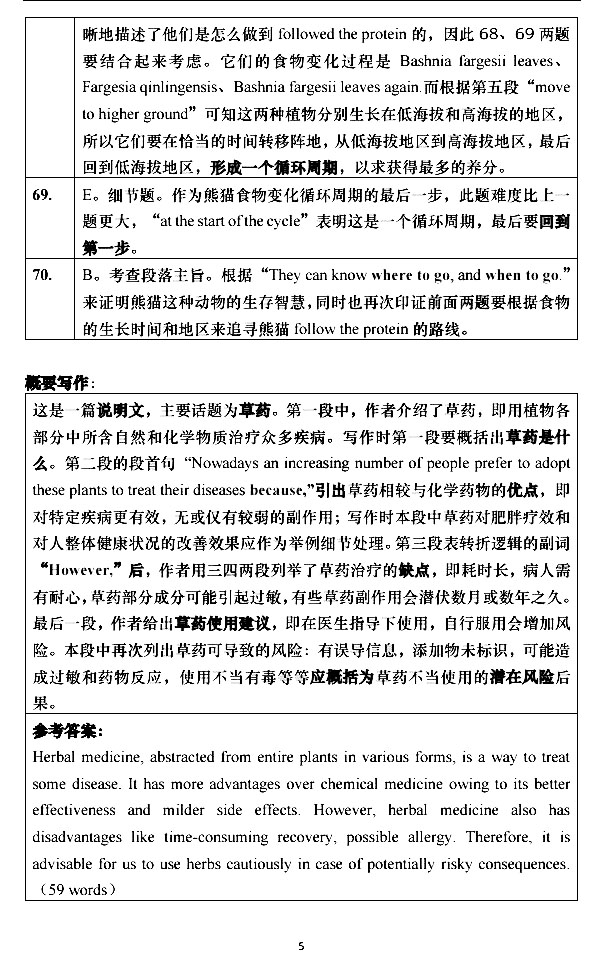 晰地描述了他们是怎么做到 followed the protein 的，因此 68、69 两题
要结合起来考虑。它们的食物变化过程是 Bashnia fargesii leaves、
Fargesia qinlingensis、Bashnia fargesii leaves again.而根据第五段“move
to higher ground”可知这两种植物分别生长在低海拔和高海拔的地区，
所以它们要在恰当的时间转移阵地，从低海拔地区到高海拔地区，最后
回到低海拔地区，形成一个循环周期，以求获得最多的养分。
69. E。细节题。作为熊猫食物变化循环周期的最后一步，此题难度比上一
题更大，“at the start of the cycle”表明这是一个循环周期，最后要回到
第一步。
70. B。考查段落主旨。根据“They can know where to go, and when to go.”
来证明熊猫这种动物的生存智慧，同时也再次印证前面两题要根据食物
的生长时间和地区来追寻熊猫 follow the protein 的路线。
概要写作：
这是一篇说明文，主要话题为草药。第一段中，作者介绍了草药，即用植物各
部分中所含自然和化学物质治疗众多疾病。写作时第一段要概括出草药是什
么。第二段的段首句 “Nowadays an increasing number of people prefer to adopt
these plants to treat their diseases because,”引出草药相较与化学药物的优点，即
对特定疾病更有效，无或仅有较弱的副作用；写作时本段中草药对肥胖疗效和
对人整体健康状况的改善效果应作为举例细节处理。第三段表转折逻辑的副词
“However,”后，作者用三四两段列举了草药治疗的缺点，即耗时长，病人需
有耐心，草药部分成分可能引起过敏，有些草药副作用会潜伏数月或数年之久。
最后一段，作者给出草药使用建议，即在医生指导下使用，自行服用会增加风
险。本段中再次列出草药可导致的风险：有误导信息，添加物未标识，可能造
成过敏和药物反应，使用不当有毒等等应概括为草药不当使用的潜在风险后
果。
参考答案：
Herbal medicine, abstracted from entire plants in various forms, is a way to treat
some disease. It has more advantages over chemical medicine owing to its better
effectiveness and milder side effects. However, herbal medicine also has
disadvantages like time-consuming recovery, possible allergy. Therefore, it is
advisable for us to use herbs cautiously in case of potentially risky consequences.
（59 words）
5